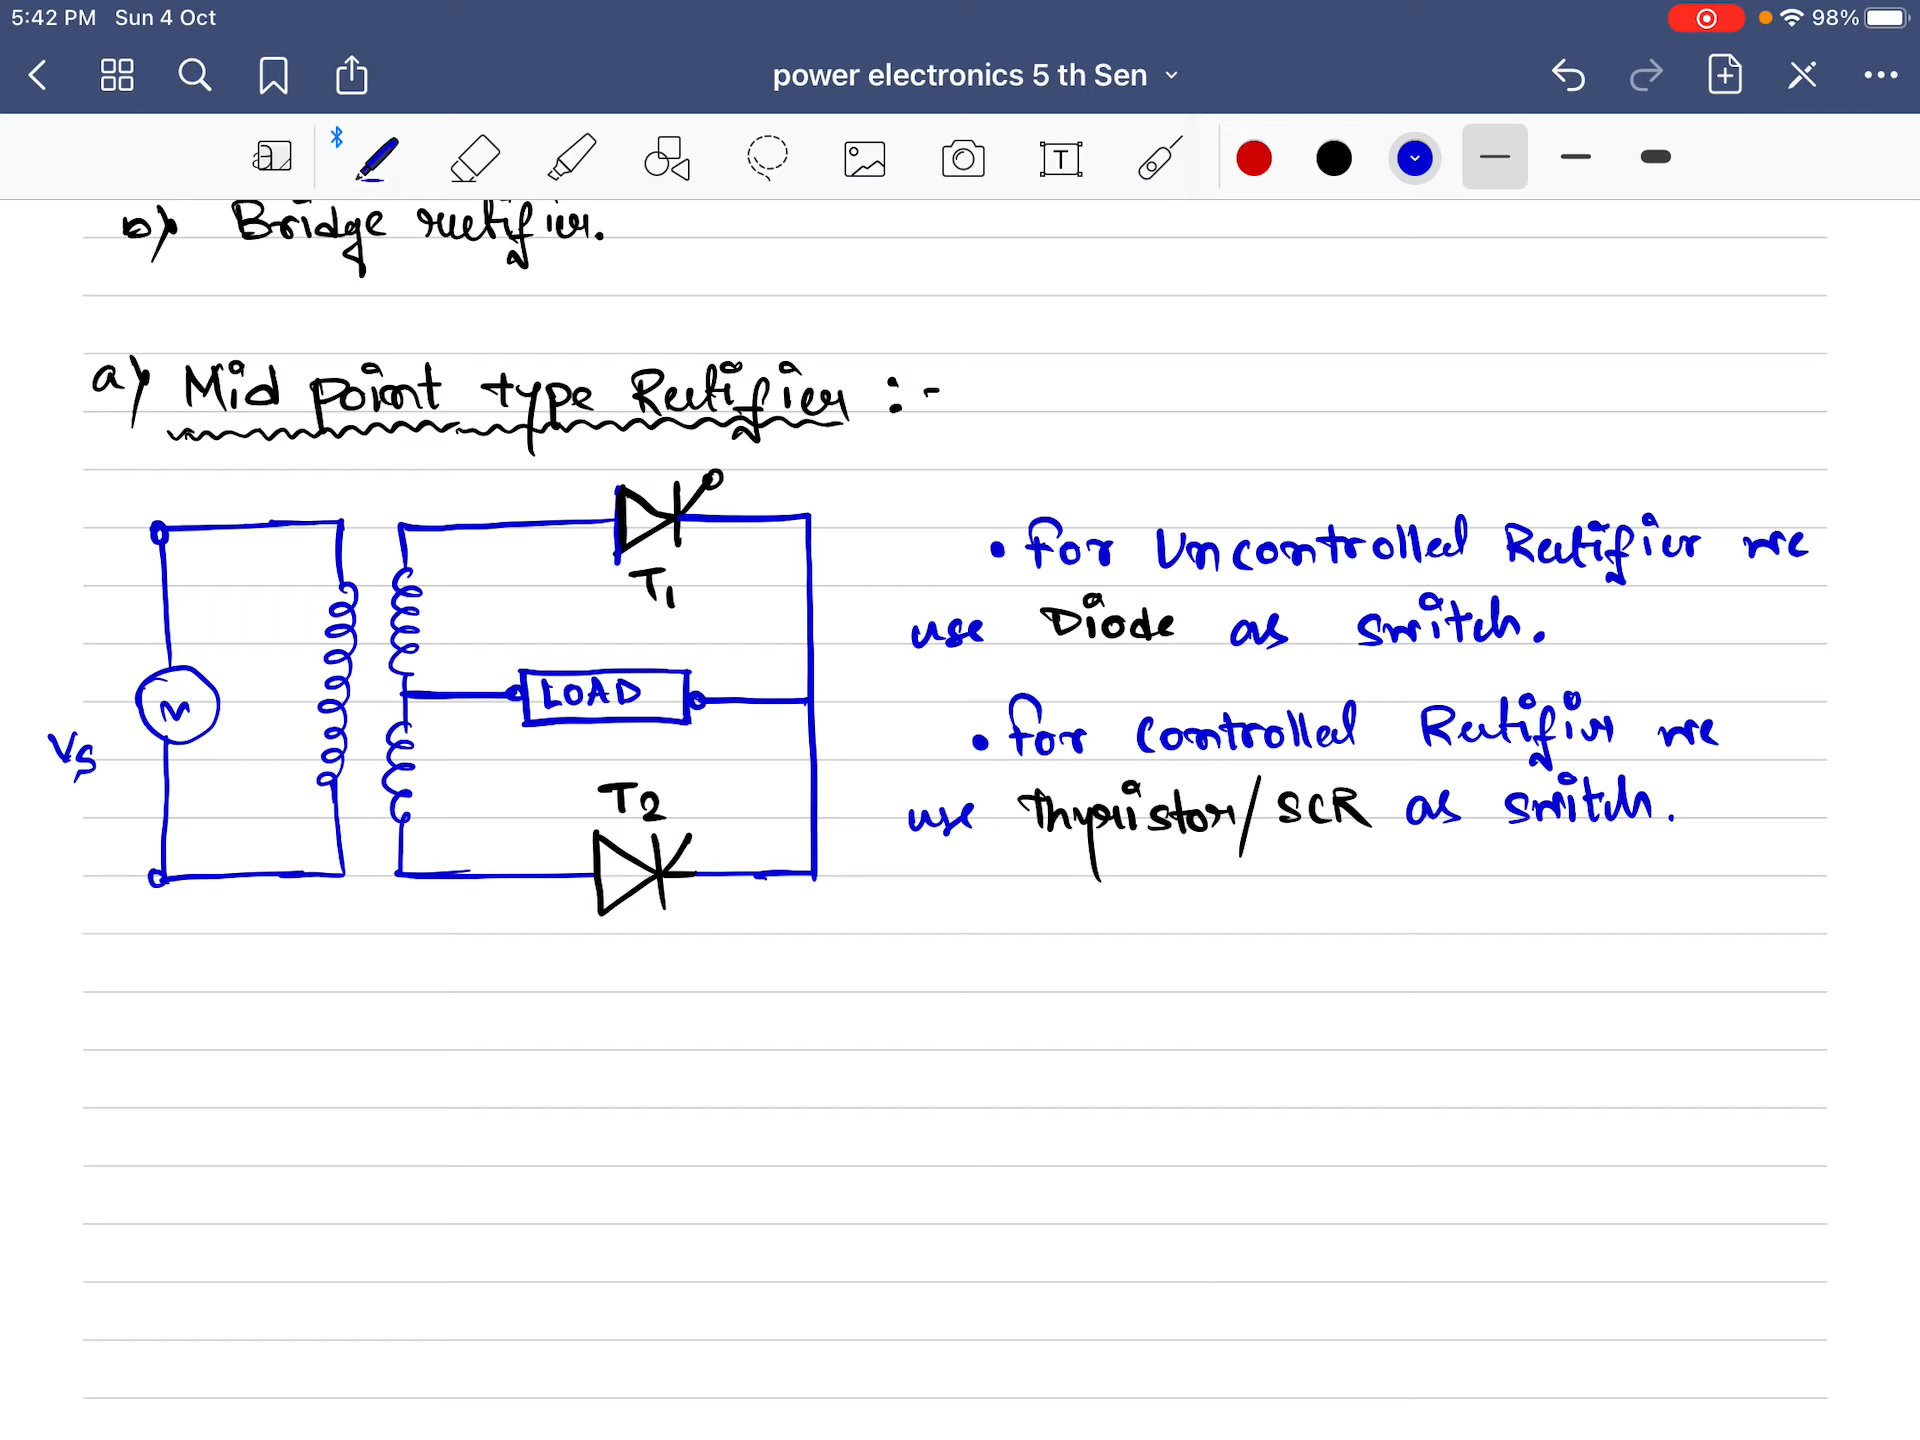 5:42 PM Sun 4 Oct
98%
power electronics 5 th Sen
T
b) Bridge rectifier.
a) Mid point type Rectifier :-
T1
• For Uncontrolled Rectifier we
use Diode as switch.
LOAD
Vs
• For Controlled Rectifier we
T2
use Thyristor/SCR as switch.